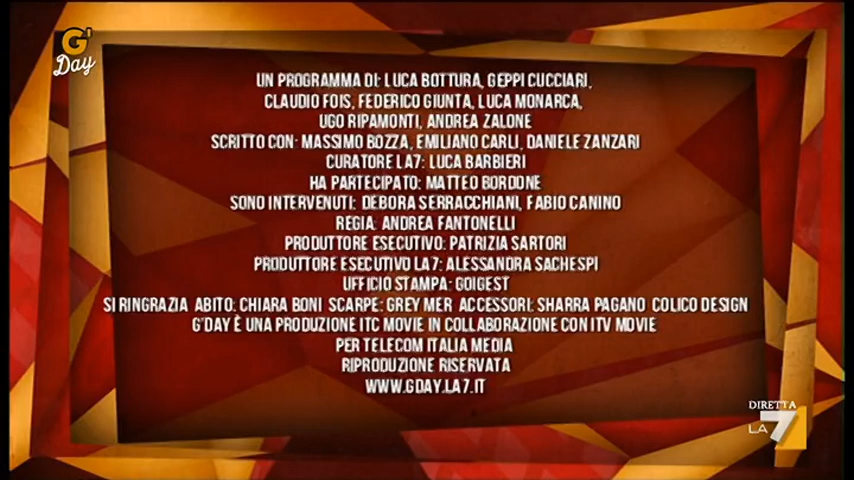 G'
Day
UN PROGRAMMA DI: LUCA BOTTURA, GEPPI CUCCIARI,
CLAUDIO FOIS, FEDERICO GIUNTA, LUCA MONARCA,
UGO RIPAMONTI, ANDREA ZALONE
SCRITTO CON: MASSIMO BOZZA, EMILIANO CARLI, DANIELE ZANZARI
CURATORE LA7: LUCA BARBIERI
HA PARTECIPATO: MATTEO BORDONE
SONO INTERVENUTI: DEBORA SERRACCHIANI, FABIO CANINO
REGIA: ANDREA FANTONELLI
PRODUTTORE ESECUTIVO: PATRIZIA SARTORI
PRODUTTORE ESECUTIVO LA7: ALESSANDRA SACHESPI
UFFICIO STAMPA: GOIGEST
SI RINGRAZIA ABITO: CHIARA BONI SCARPE: GREY MER ACCESSORI: SHARRA PAGANO COLICO DESIGN
G'DAY È UNA PRODUZIONE ITC MOVIE IN COLLABORAZIONE CON ITV MOVIE
PER TELECOM ITALIA MEDIA
RIPRODUZIONE RISERVATA
WWW.GDAY.LA7.IT
DIRETTA
LA7